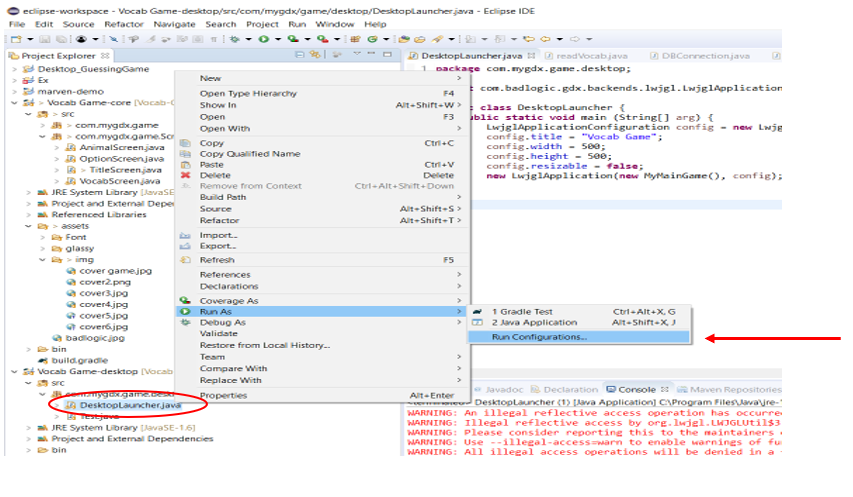 eclipse-workspace - Vocab Game-desktop/src/com/mygdx/game/desktop/DesktopLauncher.java - Eclipse IDE
File Edit Source Refactor Navigate Search Project Run Window Help
Project Explorer
Desktop_GuessingGame
Ex
marven-demo
> Vocab Game-core [Vocab-
> src
> com.mygdx.game
> com.mygdx.game.Scr
AnimalScreen.java
OptionScreen.java
> TitleScreen.java
VocabScreen.java
JRE System Library [JavaSE
Project and External Depe
Referenced Libraries
> assets
Font
glassy
> img
cover game.jpg
cover2.png
cover3.jpg
cover4.jpg
cover5.jpg
cover6.jpg
badlogic.jpg
bin
build.gradle
> Vocab Game-desktop [Vocab
> src
DesktopLauncher.java
JRE System Library [JavaSE-1.6]
Project and External Dependencies
bin
New
Open Type Hierarchy F4
Show In Alt+Shift+W >
Open F3
Open With
Copy Ctrl+C
Copy Qualified Name
Paste Ctrl+V
Delete Delete
Remove from Context Ctrl+Alt+Shift+Down
Build Path
Source Alt+Shift+S >
Refactor Alt+Shift+T >
Import...
Export...
Refresh F5
References
Declarations
Coverage As
Run As
Debug As
Validate
Restore from Local History...
Team
Compare With
Replace With
Properties Alt+Enter
1 Gradle Test Ctrl+Alt+X, G
2 Java Application Alt+Shift+X, J
Run Configurations...
DesktopLauncher.java readVocab.java DBConnection.java
1 package com.mygdx.game.desktop;
t com.badlogic.gdx.backends.lwjgl.LwjglApplication
class DesktopLauncher {
ublic static void main (String[] arg) {
LwjglApplicationConfiguration config = new Lwjg
config.title = "Vocab Game";
config.width = 500;
config.height = 500;
config.resizable = false;
new LwjglApplication(new MyMainGame(), config);
Javadoc Declaration Console Maven Repositories
DesktopLauncher (1) [Java Application] C:\Program Files\Java\jre-
WARNING: An illegal reflective access operation has occurre
WARNING: Illegal reflective access by org.lwjgl.LWJGLUtil$3
WARNING: Please consider reporting this to the maintainers
WARNING: Use --illegal-access=warn to enable warnings of fu
WARNING: All illegal access operations will be denied in a